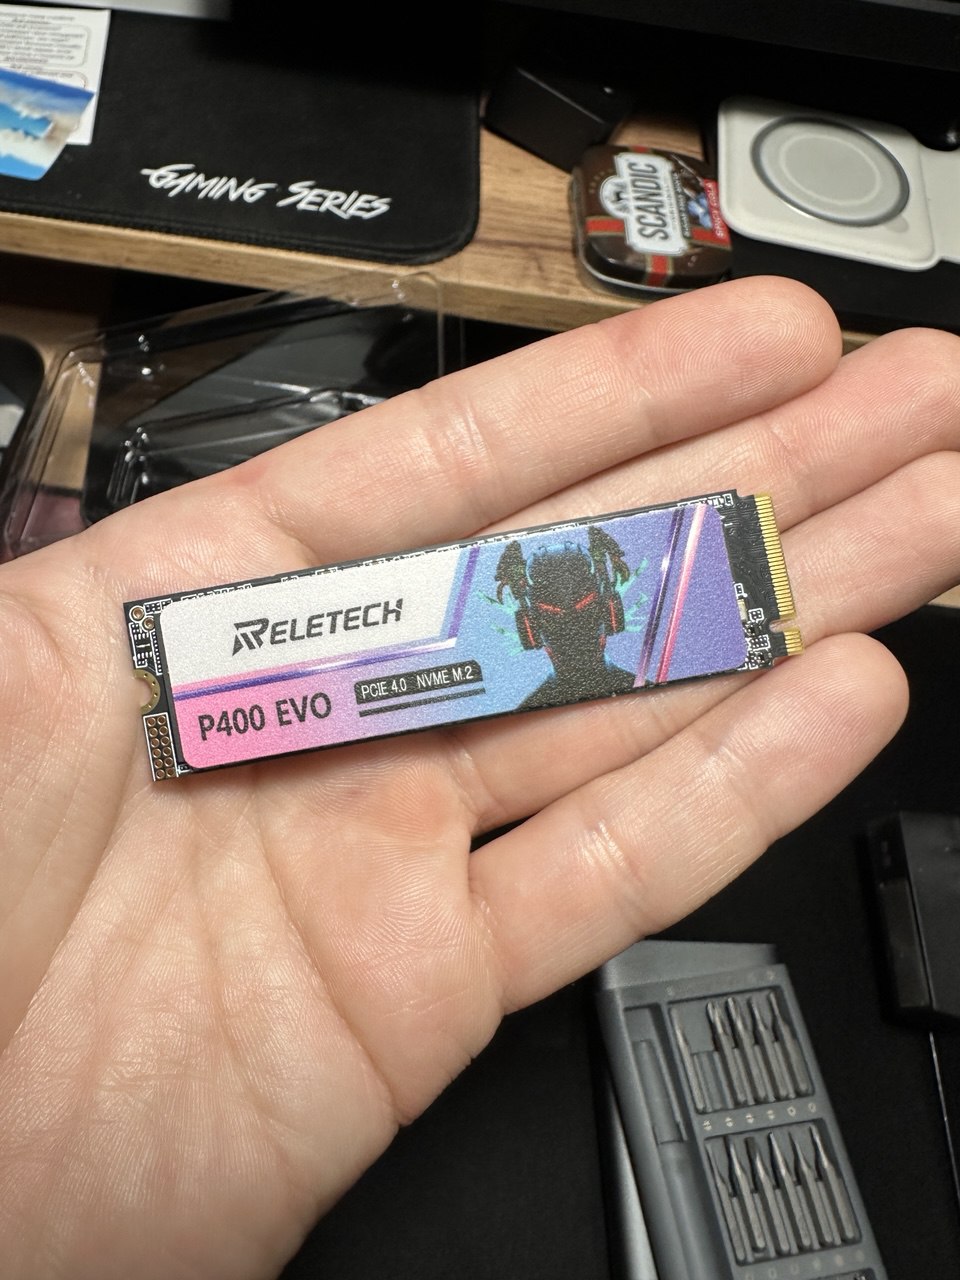 GAMING SERIES
SCANDIC
RELETECH
P400 EVO
PCIE 4.0 NVME M.2